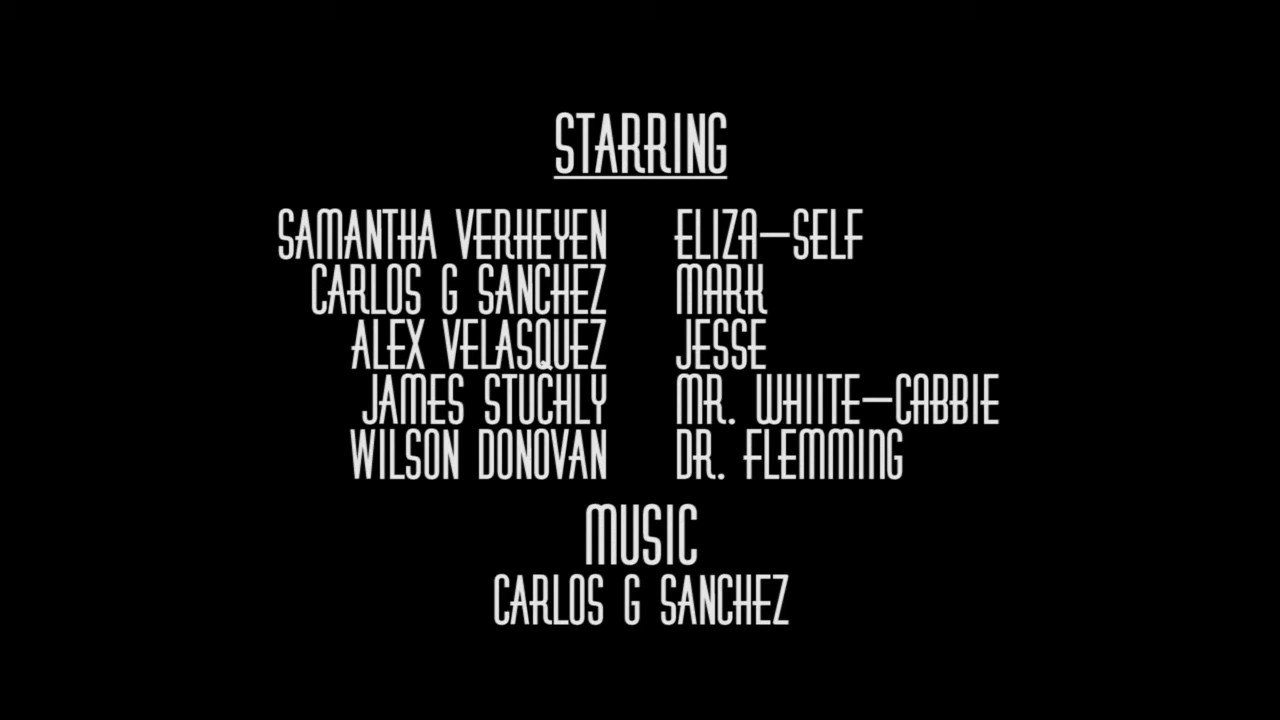 STARRING
SAMANTHA VERHEYEN ELIZA-SELF
CARLOS G SANCHEZ MARK
ALEX VELASQUEZ JESSE
JAMES STUCHLY MR. WHIITE-CABBIE
WILSON DONOVAN DR. FLEMMING
MUSIC
CARLOS G SANCHEZ